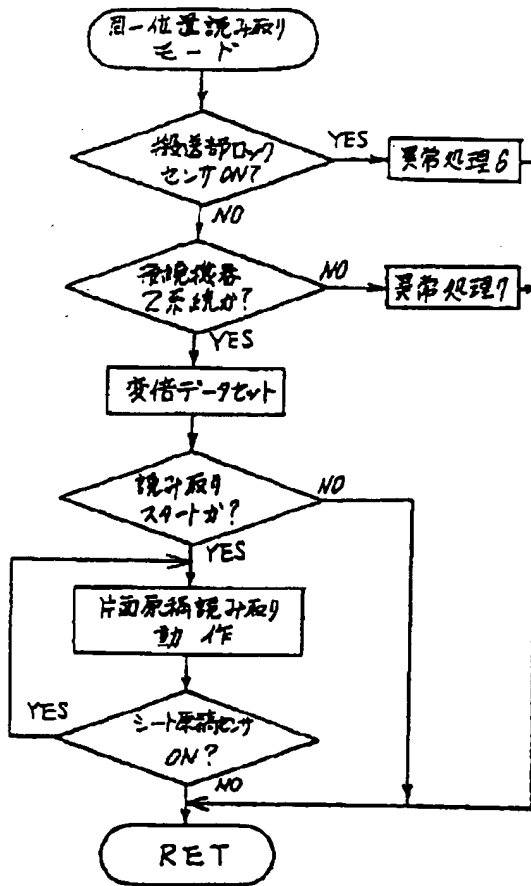 同一位置読み取り
モード
搬送部ロック
センサON?
YES
異常処理6
NO
接続機器
2系統か?
NO
異常処理7
YES
変倍データセット
読み取り
スタートか?
NO
YES
片面原稿読み取り
動作
YES
シート原稿センサ
ON?
NO
RET